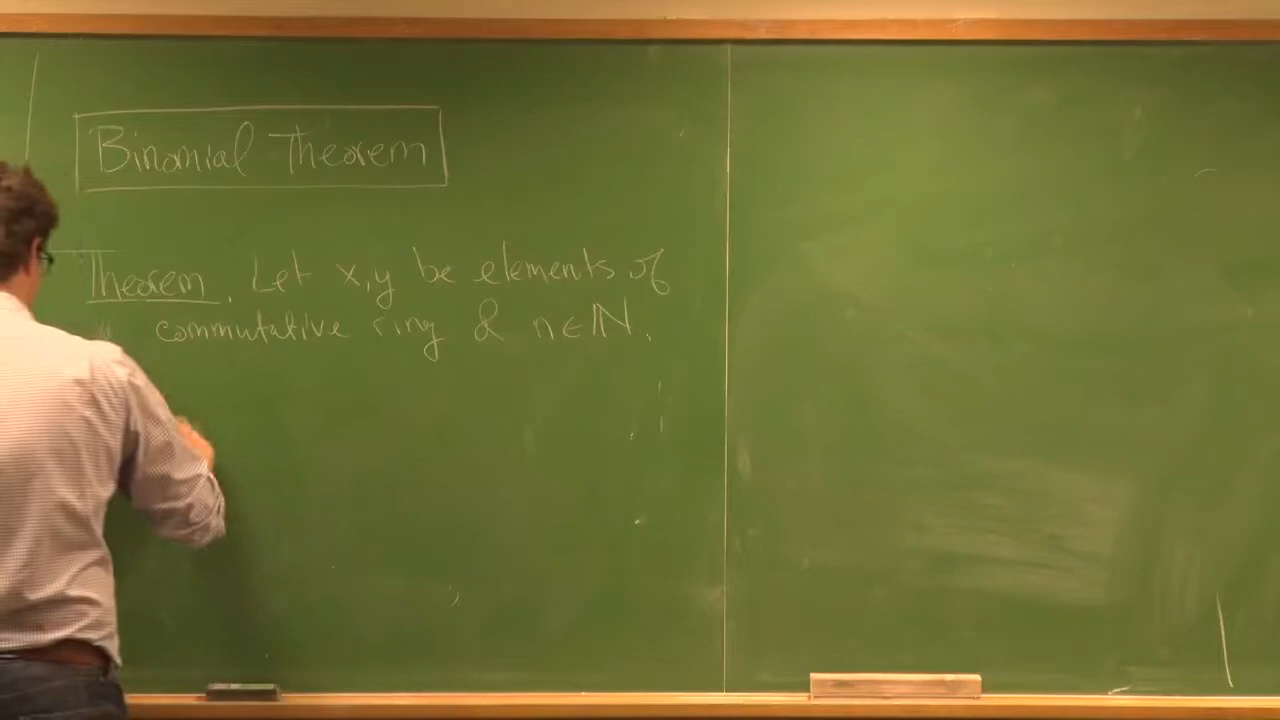 Binomial Theorem
Theorem. Let x,y be elements of
commutative ring & n∈ℕ.